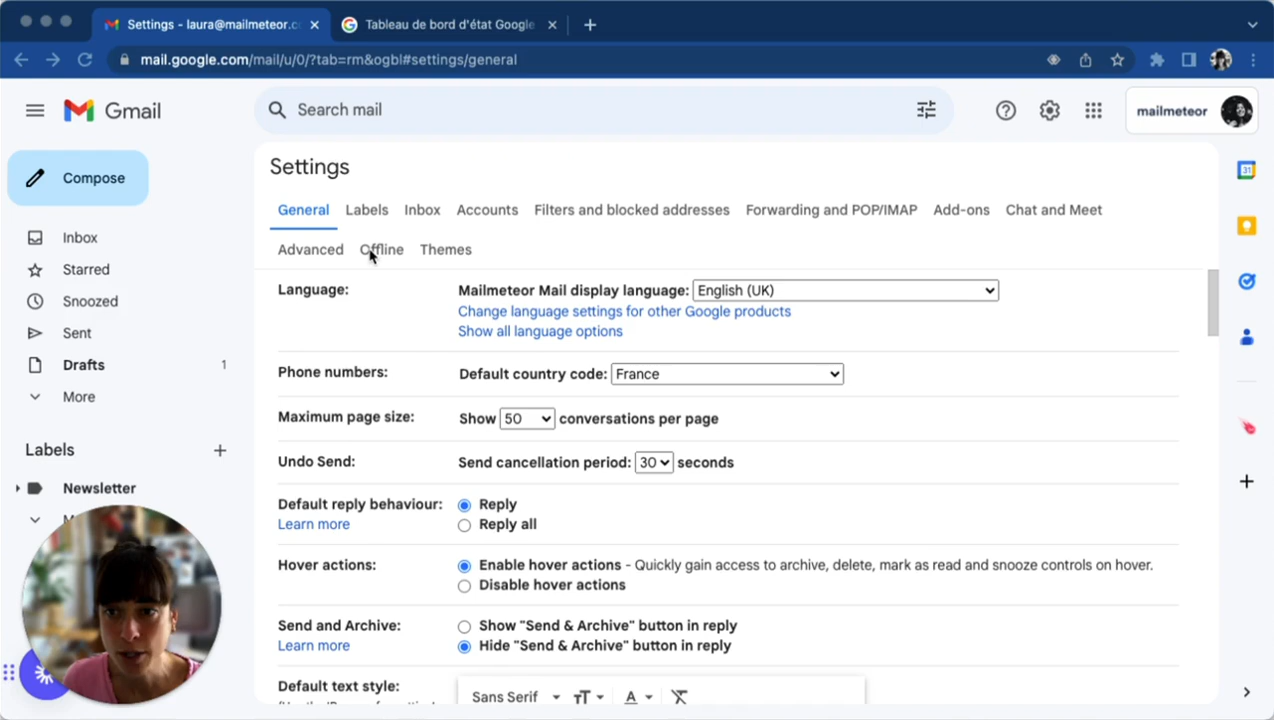 Settings - laura@mailmeteor.c
Tableau de bord d'état Google
mail.google.com/mail/u/0/?tab=rm&ogbl#settings/general
Gmail
Search mail
mailmeteor
Compose
Inbox
Starred
Snoozed
Sent
Drafts 1
More
Labels
Newsletter
Settings
General Labels Inbox Accounts Filters and blocked addresses Forwarding and POP/IMAP Add-ons Chat and Meet
Advanced Offline Themes
Language: Mailmeteor Mail display language: English (UK)
Change language settings for other Google products
Show all language options
Phone numbers: Default country code: France
Maximum page size: Show 50 conversations per page
Undo Send: Send cancellation period: 30 seconds
Default reply behaviour: Reply
Learn more Reply all
Hover actions: Enable hover actions - Quickly gain access to archive, delete, mark as read and snooze controls on hover.
Disable hover actions
Send and Archive: Show "Send & Archive" button in reply
Learn more Hide "Send & Archive" button in reply
Default text style: Sans Serif
31